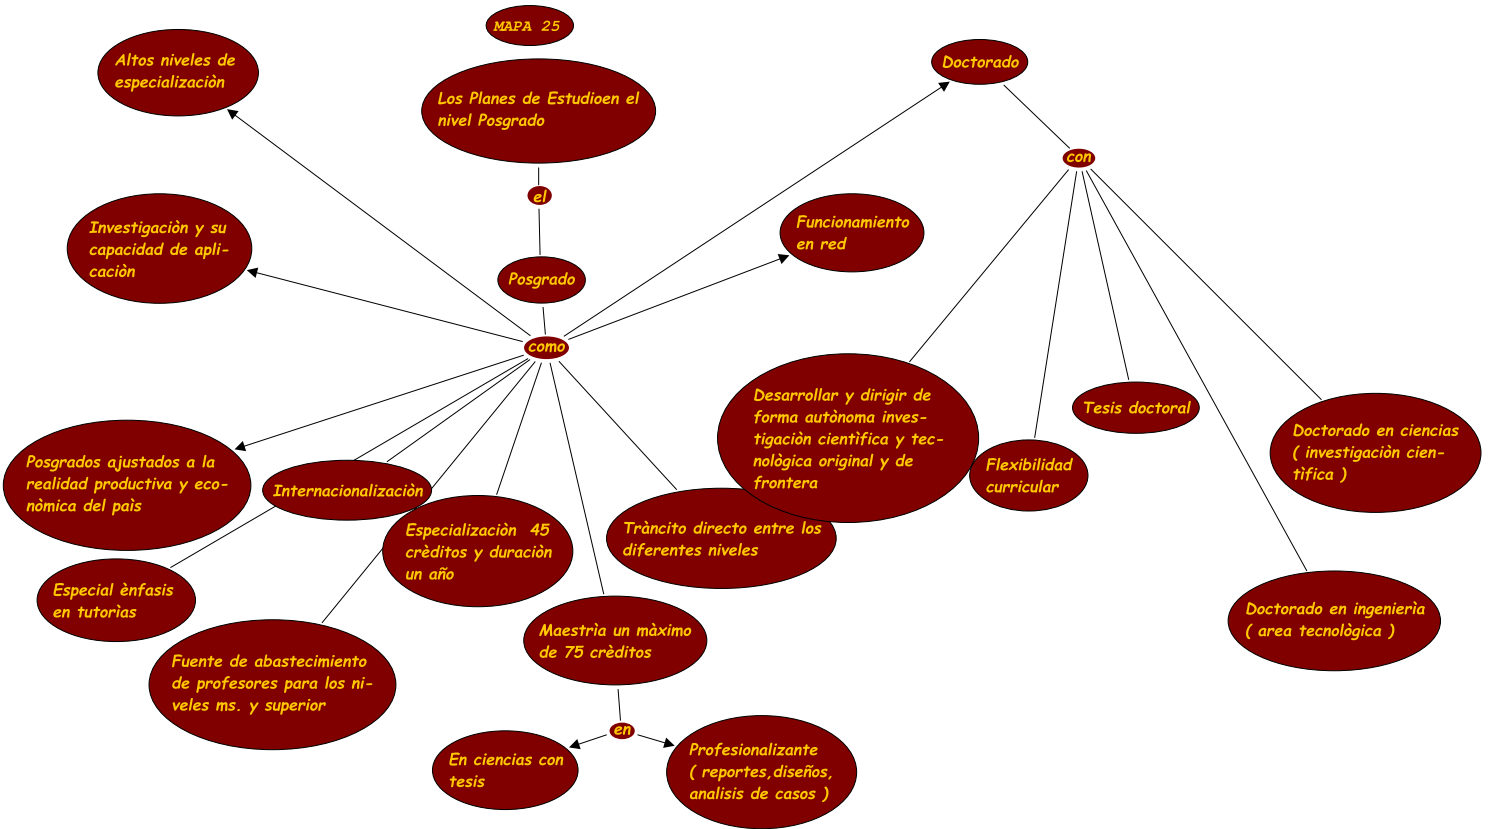 MAPA 25
Altos niveles de
especializaciòn
Los Planes de Estudioen el
nivel Posgrado
Doctorado
con
el
Investigaciòn y su
capacidad de apli-
caciòn
Funcionamiento
en red
Posgrado
como
Posgrados ajustados a la
realidad productiva y eco-
nòmica del paìs
Internacionalizaciòn
Especial ènfasis
en tutorìas
Fuente de abastecimiento
de profesores para los ni-
veles ms. y superior
Especializaciòn  45
crèditos y duraciòn
un año
Maestrìa un màximo
de 75 crèditos
Tràncito directo entre los
diferentes niveles
en
En ciencias con
tesis
Profesionalizante
( reportes,diseños,
analisis de casos )
Desarrollar y dirigir de
forma autònoma inves-
tigaciòn cientìfica y tec-
nològica original y de
frontera
Flexibilidad
curricular
Tesis doctoral
Doctorado en ciencias
( investigaciòn cien-
tìfica )
Doctorado en ingenierìa
( area tecnològica )